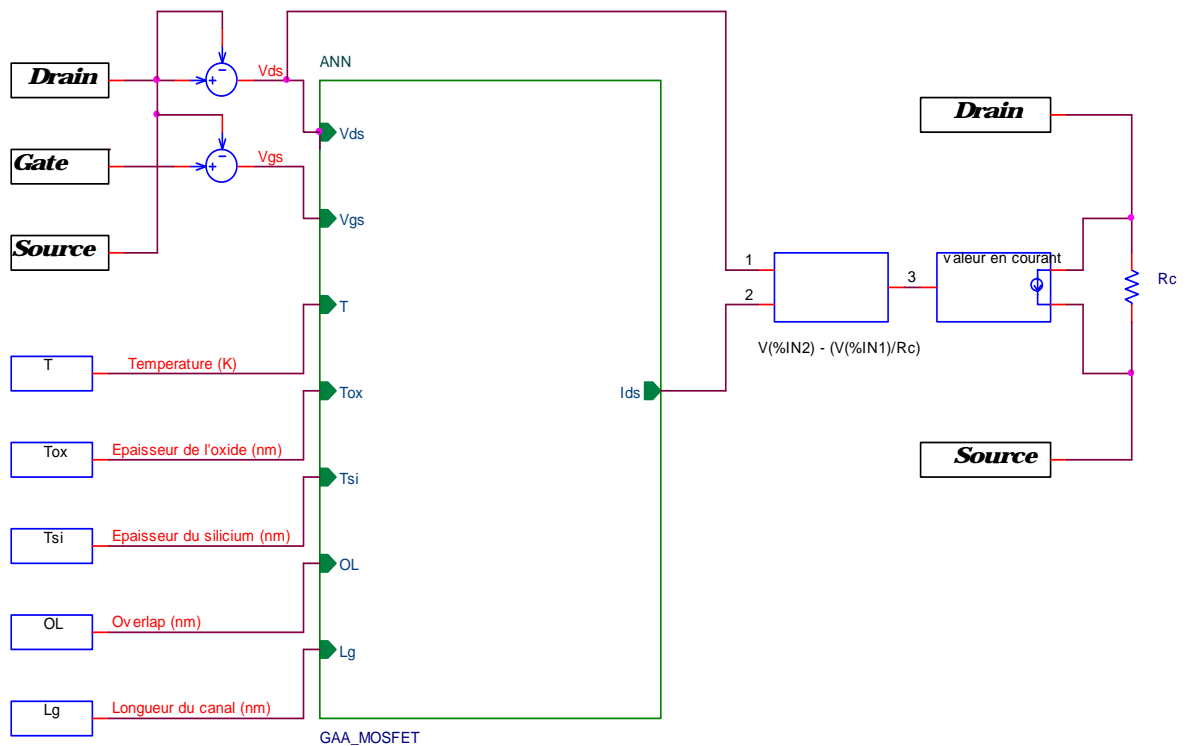 ANN
Drain
+
-
Vds
Gate
+
-
Vgs
Source
Vds
Vgs
T
Tox
Tsi
OL
Lg
Ids
T
Temperature (K)
Tox
Epaisseur de l'oxide (nm)
Tsi
Epaisseur du silicium (nm)
OL
Overlap (nm)
Lg
Longueur du canal (nm)
GAA_MOSFET
1
2
3
V(%IN2) - (V(%IN1)/Rc)
valeur en courant
Drain
Rc
Source